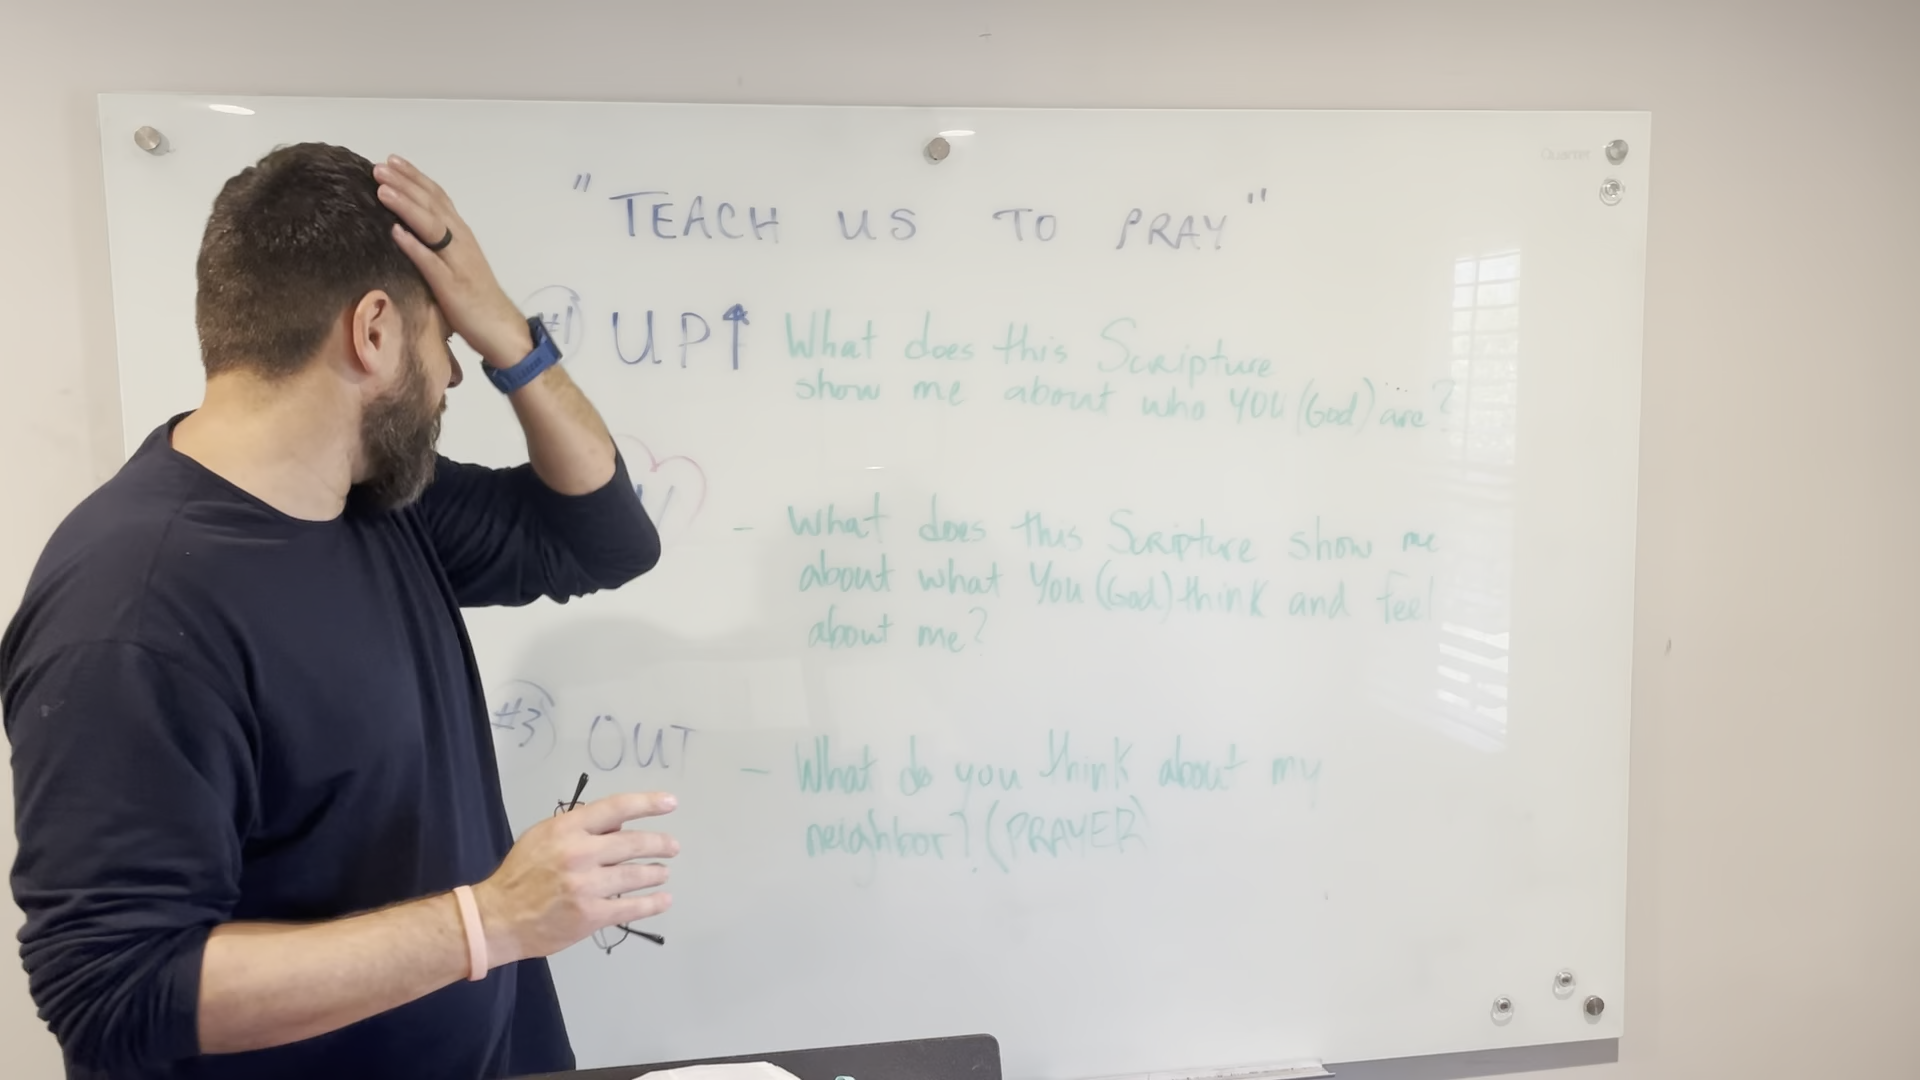 "TEACH US TO PRAY"
Quartet
#1 UP↑ What does this Scripture
show me about who YOU (God) are?
- What does this Scripture show me
about what You (God) think and feel
about me?
#3 OUT - What do you think about my
neighbor? (PRAYER)